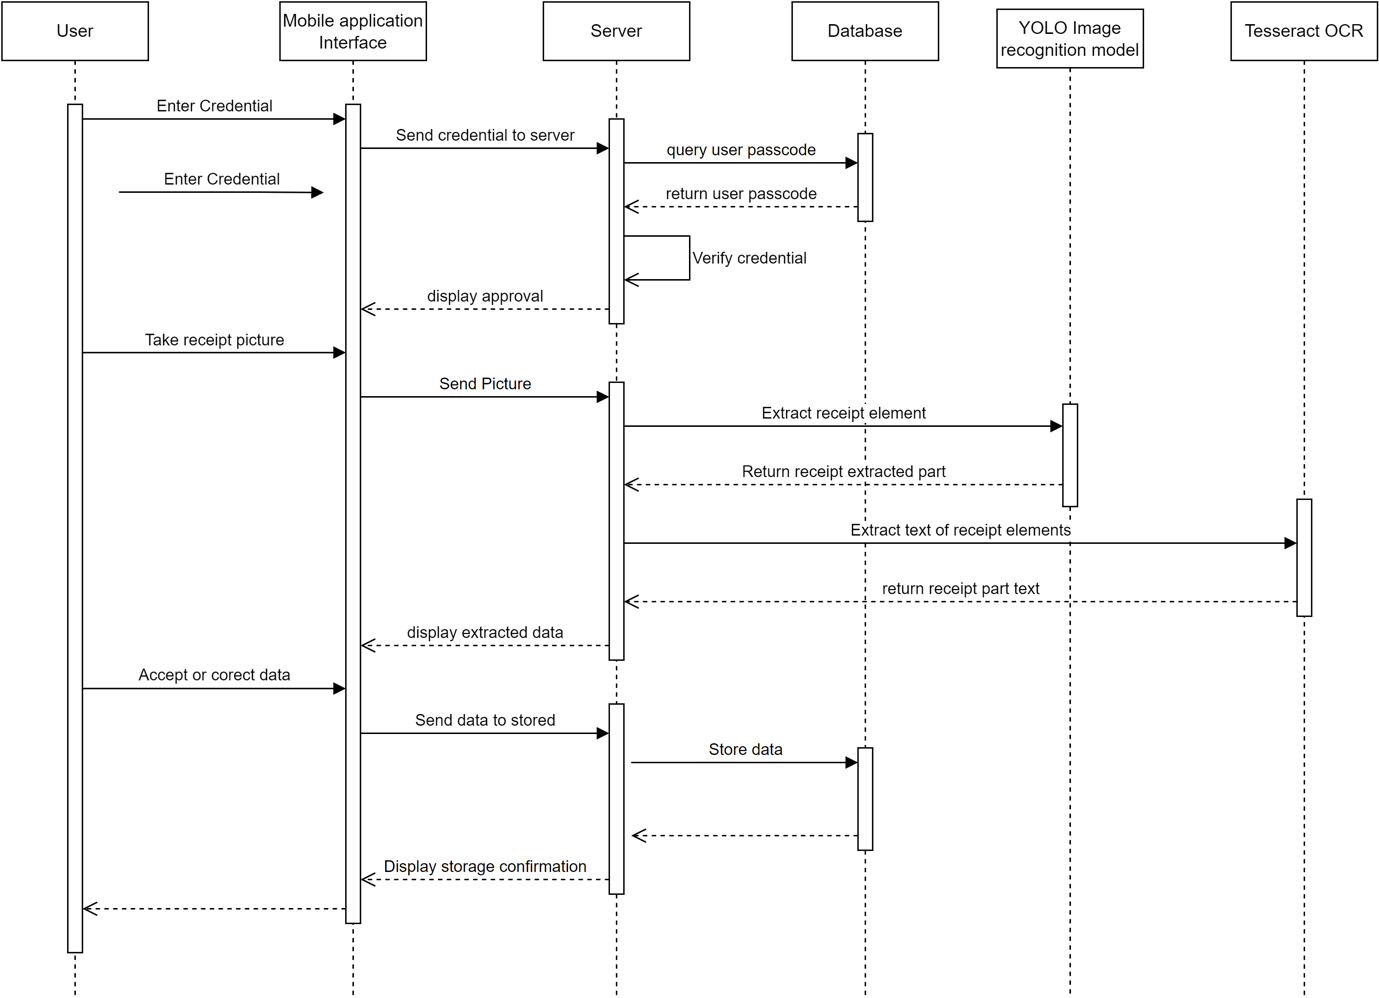 User
Mobile application
Interface
Server
Database
YOLO Image
recognition model
Tesseract OCR
Enter Credential
Send credential to server
query user passcode
Enter Credential
return user passcode
Verify credential
display approval
Take receipt picture
Send Picture
Extract receipt element
Return receipt extracted part
Extract text of receipt elements
return receipt part text
display extracted data
Accept or corect data
Send data to stored
Store data
Display storage confirmation